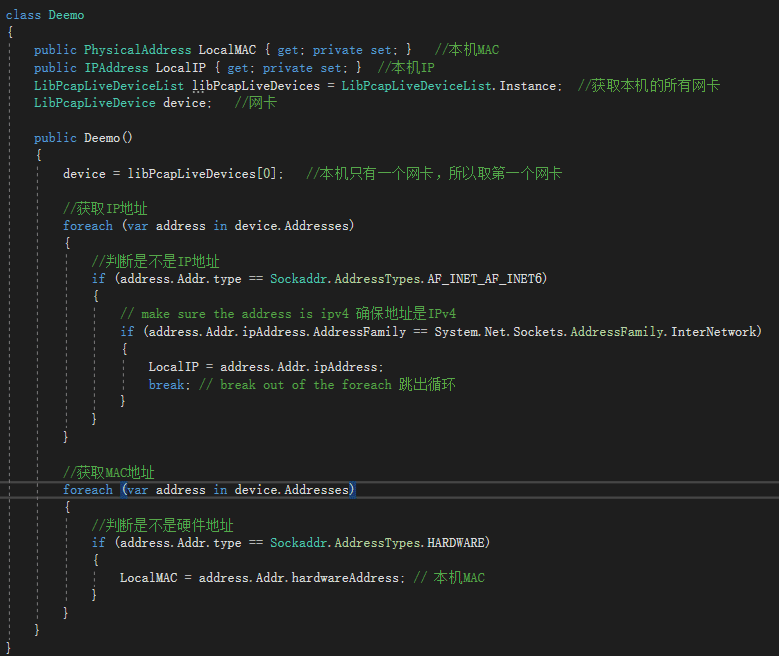 class Deemo
{
    public PhysicalAddress LocalMAC { get; private set; }   //本机MAC
    public IPAddress LocalIP { get; private set; }  //本机IP
    LibPcapLiveDeviceList libPcapLiveDevices = LibPcapLiveDeviceList.Instance;  //获取本机的所有网卡
    LibPcapLiveDevice device;   //网卡
    public Deemo()
    {
        device = libPcapLiveDevices[0];   //本机只有一个网卡，所以取第一个网卡
        //获取IP地址
        foreach (var address in device.Addresses)
        {
            //判断是不是IP地址
            if (address.Addr.type == Sockaddr.AddressTypes.AF_INET_AF_INET6)
            {
                // make sure the address is ipv4 确保地址是IPv4
                if (address.Addr.ipAddress.AddressFamily == System.Net.Sockets.AddressFamily.InterNetwork)
                {
                    LocalIP = address.Addr.ipAddress;
                    break; // break out of the foreach 跳出循环
                }
            }
        }
        //获取MAC地址
        foreach (var address in device.Addresses)
        {
            //判断是不是硬件地址
            if (address.Addr.type == Sockaddr.AddressTypes.HARDWARE)
            {
                LocalMAC = address.Addr.hardwareAddress; // 本机MAC
            }
        }
    }
}